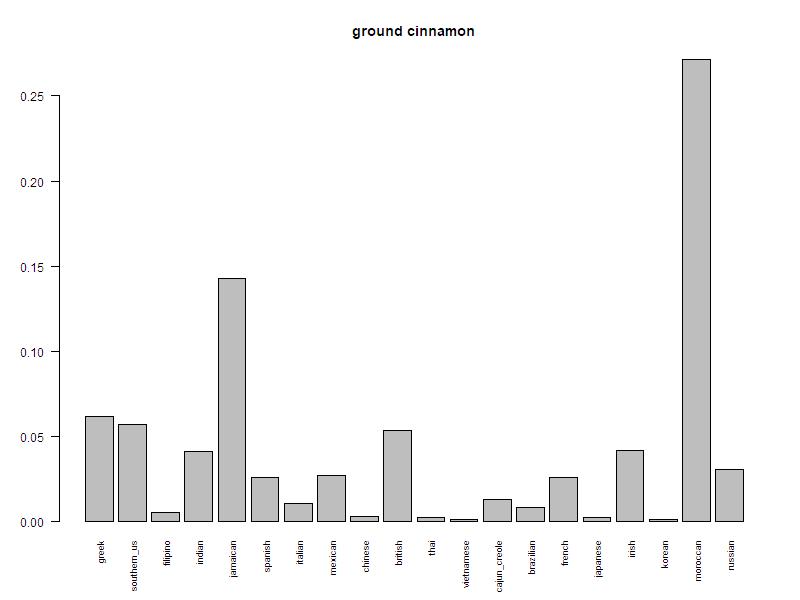 ground cinnamon
0.25
0.20
0.15
0.10
0.05
0.00
greek
southern_us
filipino
indian
jamaican
spanish
italian
mexican
chinese
british
thai
vietnamese
cajun_creole
brazilian
french
japanese
irish
korean
moroccan
russian